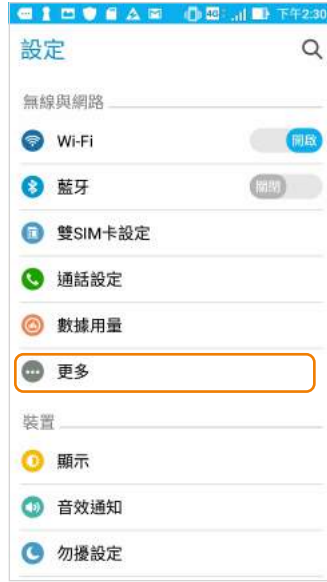 4G 下午2:30
設定
無線與網路
Wi-Fi 開啟
藍牙 關閉
雙SIM卡設定
通話設定
數據用量
更多
裝置
顯示
音效通知
勿擾設定